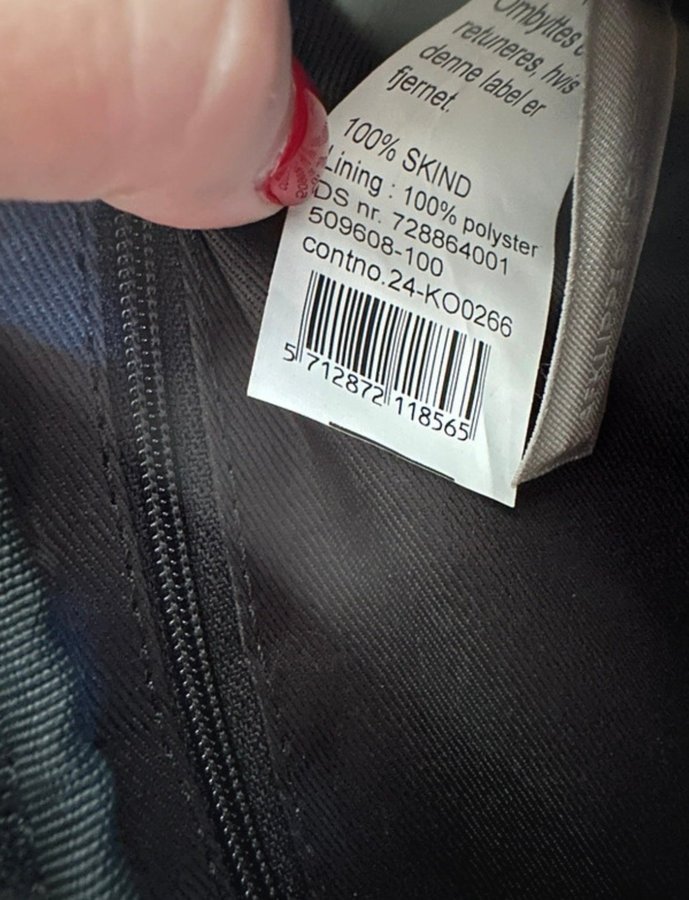 Ombyttes
retuneres, hvis
denne label er
fjernet.
100% SKIND
Lining : 100% polyster
DS nr. 728864001
509608-100
contno.24-KO0266
5 712872 118565